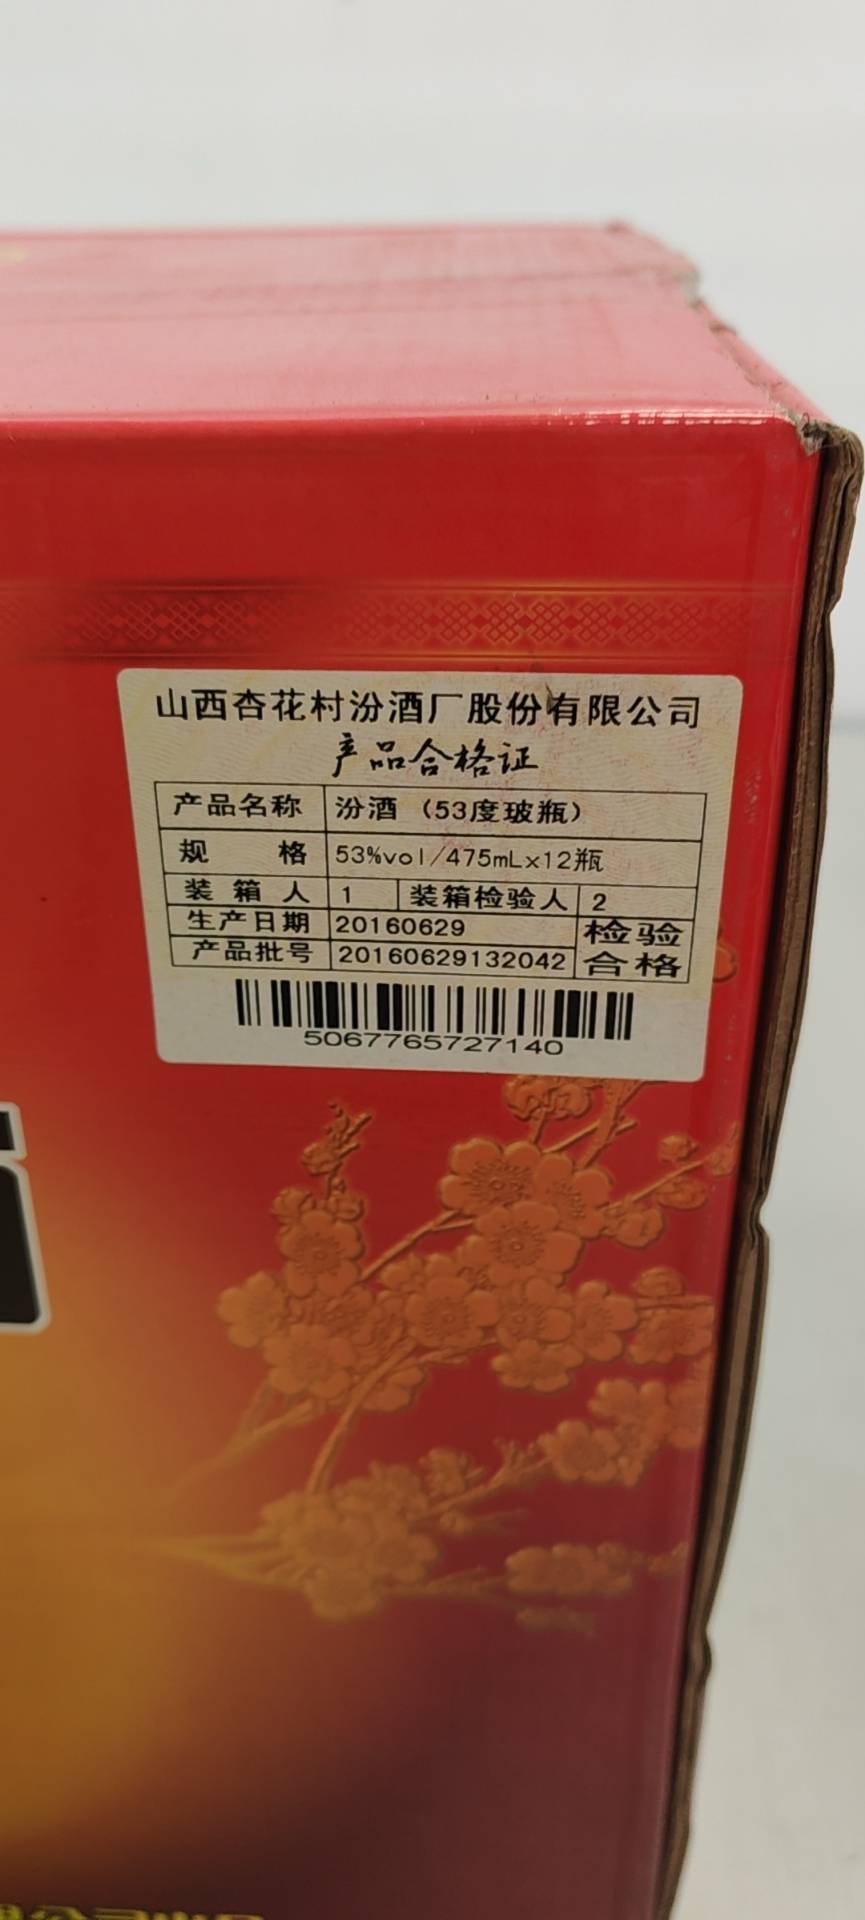 山西杏花村汾酒厂股份有限公司
产品合格证
产品名称 汾酒（53度玻瓶）
规 格 53%vol/475mL×12瓶
装箱人 1 装箱检验人 2
生产日期 20160629 检验
产品批号 20160629132042 合格
5067765727140